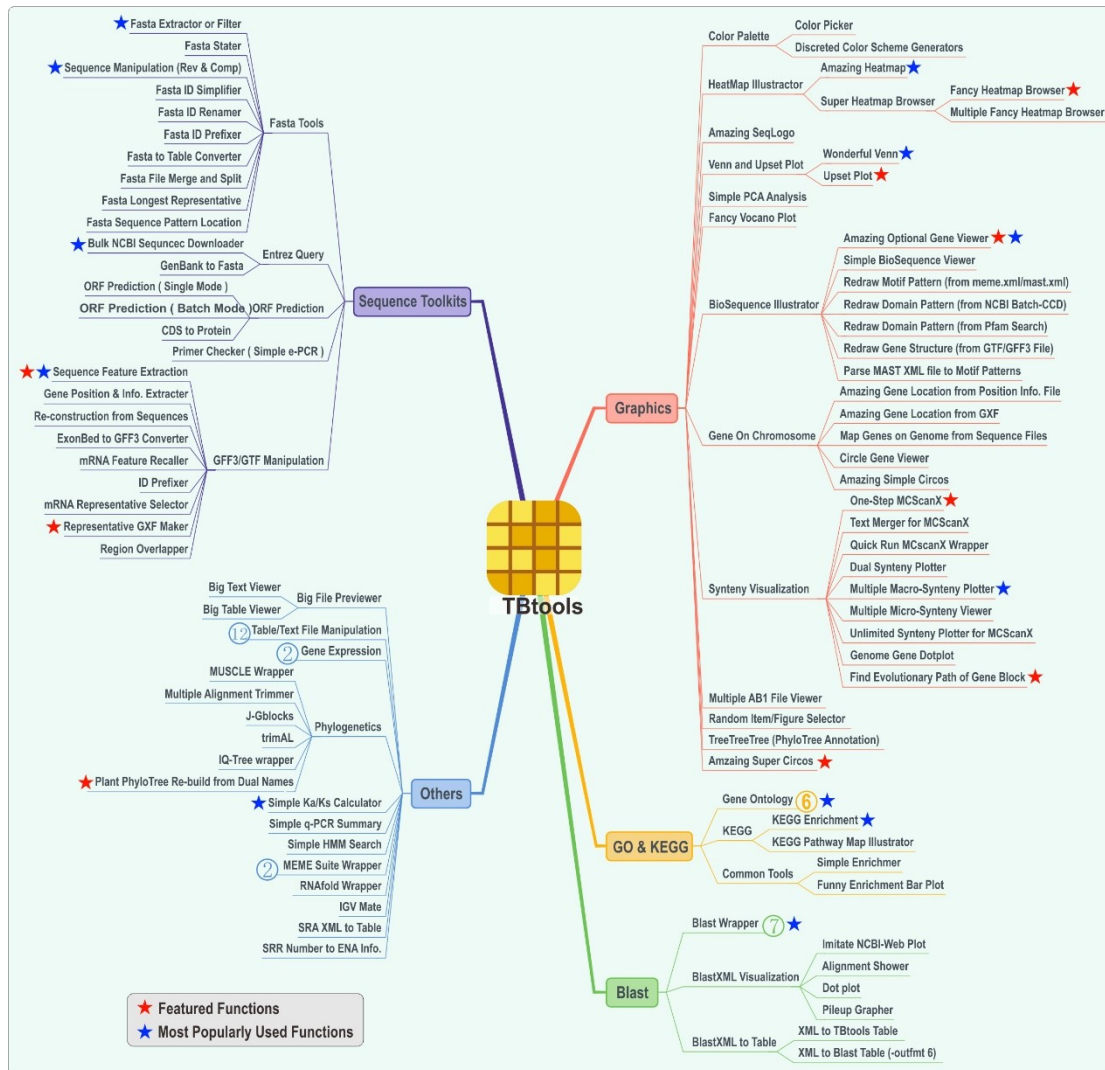 Fasta Extractor or Filter
Fasta Stater
Sequence Manipulation (Rev & Comp)
Fasta ID Simplifier
Fasta ID Renamer
Fasta ID Prefixer
Fasta to Table Converter
Fasta File Merge and Split
Fasta Longest Representative
Fasta Sequence Pattern Location
Fasta Tools
Bulk NCBI Sequncec Downloader
GenBank to Fasta
Entrez Query
ORF Prediction ( Single Mode )
ORF Prediction ( Batch Mode )
CDS to Protein
ORF Prediction
Primer Checker ( Simple e-PCR )
Sequence Feature Extraction
Gene Position & Info. Extracter
Re-construction from Sequences
ExonBed to GFF3 Converter
mRNA Feature Recaller
ID Prefixer
mRNA Representative Selector
Representative GXF Maker
Region Overlapper
GFF3/GTF Manipulation
Sequence Toolkits
Big Text Viewer
Big Table Viewer
Big File Previewer
12 Table/Text File Manipulation
2 Gene Expression
MUSCLE Wrapper
Multiple Alignment Trimmer
J-Gblocks
trimAL
IQ-Tree wrapper
Plant PhyloTree Re-build from Dual Names
Phylogenetics
Simple Ka/Ks Calculator
Simple q-PCR Summary
Simple HMM Search
2 MEME Suite Wrapper
RNAfold Wrapper
IGV Mate
SRA XML to Table
SRR Number to ENA Info.
Others
TBtools
Graphics
Color Palette
Color Picker
Discreted Color Scheme Generators
HeatMap Illustractor
Amazing Heatmap
Super Heatmap Browser
Fancy Heatmap Browser
Multiple Fancy Heatmap Browser
Amazing SeqLogo
Venn and Upset Plot
Wonderful Venn
Upset Plot
Simple PCA Analysis
Fancy Vocano Plot
BioSequence Illustrator
Amazing Optional Gene Viewer
Simple BioSequence Viewer
Redraw Motif Pattern (from meme.xml/mast.xml)
Redraw Domain Pattern (from NCBI Batch-CCD)
Redraw Domain Pattern (from Pfam Search)
Redraw Gene Structure (from GTF/GFF3 File)
Parse MAST XML file to Motif Patterns
Gene On Chromosome
Amazing Gene Location from Position Info. File
Amazing Gene Location from GXF
Map Genes on Genome from Sequence Files
Circle Gene Viewer
Amazing Simple Circos
Synteny Visualization
One-Step MCScanX
Text Merger for MCScanX
Quick Run MCscanX Wrapper
Dual Synteny Plotter
Multiple Macro-Synteny Plotter
Multiple Micro-Synteny Viewer
Unlimited Synteny Plotter for MCScanX
Genome Gene Dotplot
Find Evolutionary Path of Gene Block
Multiple AB1 File Viewer
Random Item/Figure Selector
TreeTreeTree (PhyloTree Annotation)
Amzaing Super Circos
GO & KEGG
Gene Ontology 6
KEGG
KEGG Enrichment
KEGG Pathway Map Illustrator
Common Tools
Simple Enrichmer
Funny Enrichment Bar Plot
Blast
Blast Wrapper 7
BlastXML Visualization
Imitate NCBI-Web Plot
Alignment Shower
Dot plot
Pileup Grapher
BlastXML to Table
XML to TBtools Table
XML to Blast Table (-outfmt 6)
Featured Functions
Most Popularly Used Functions